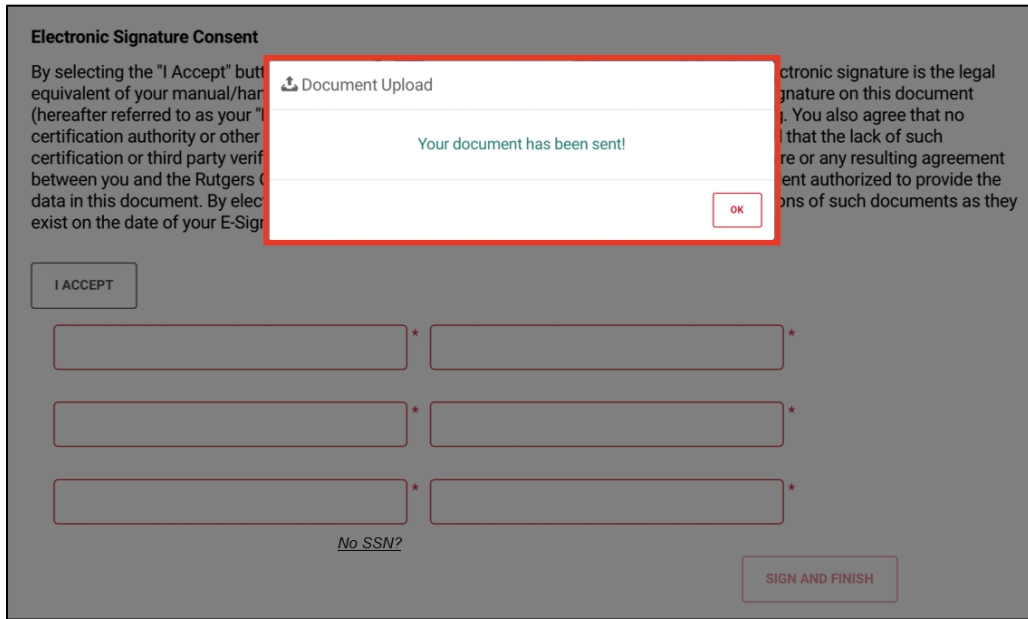 Electronic Signature Consent
By selecting the "I Accept" butt
ctronic signature is the legal
equivalent of your manual/han
gnature on this document
(hereafter referred to as your "
. You also agree that no
certification authority or other
that the lack of such
certification or third party verif
re or any resulting agreement
between you and the Rutgers
ent authorized to provide the
data in this document. By elec
ons of such documents as they
exist on the date of your E-Sig
Document Upload
Your document has been sent!
OK
I ACCEPT
*
*
*
*
*
*
No SSN?
SIGN AND FINISH